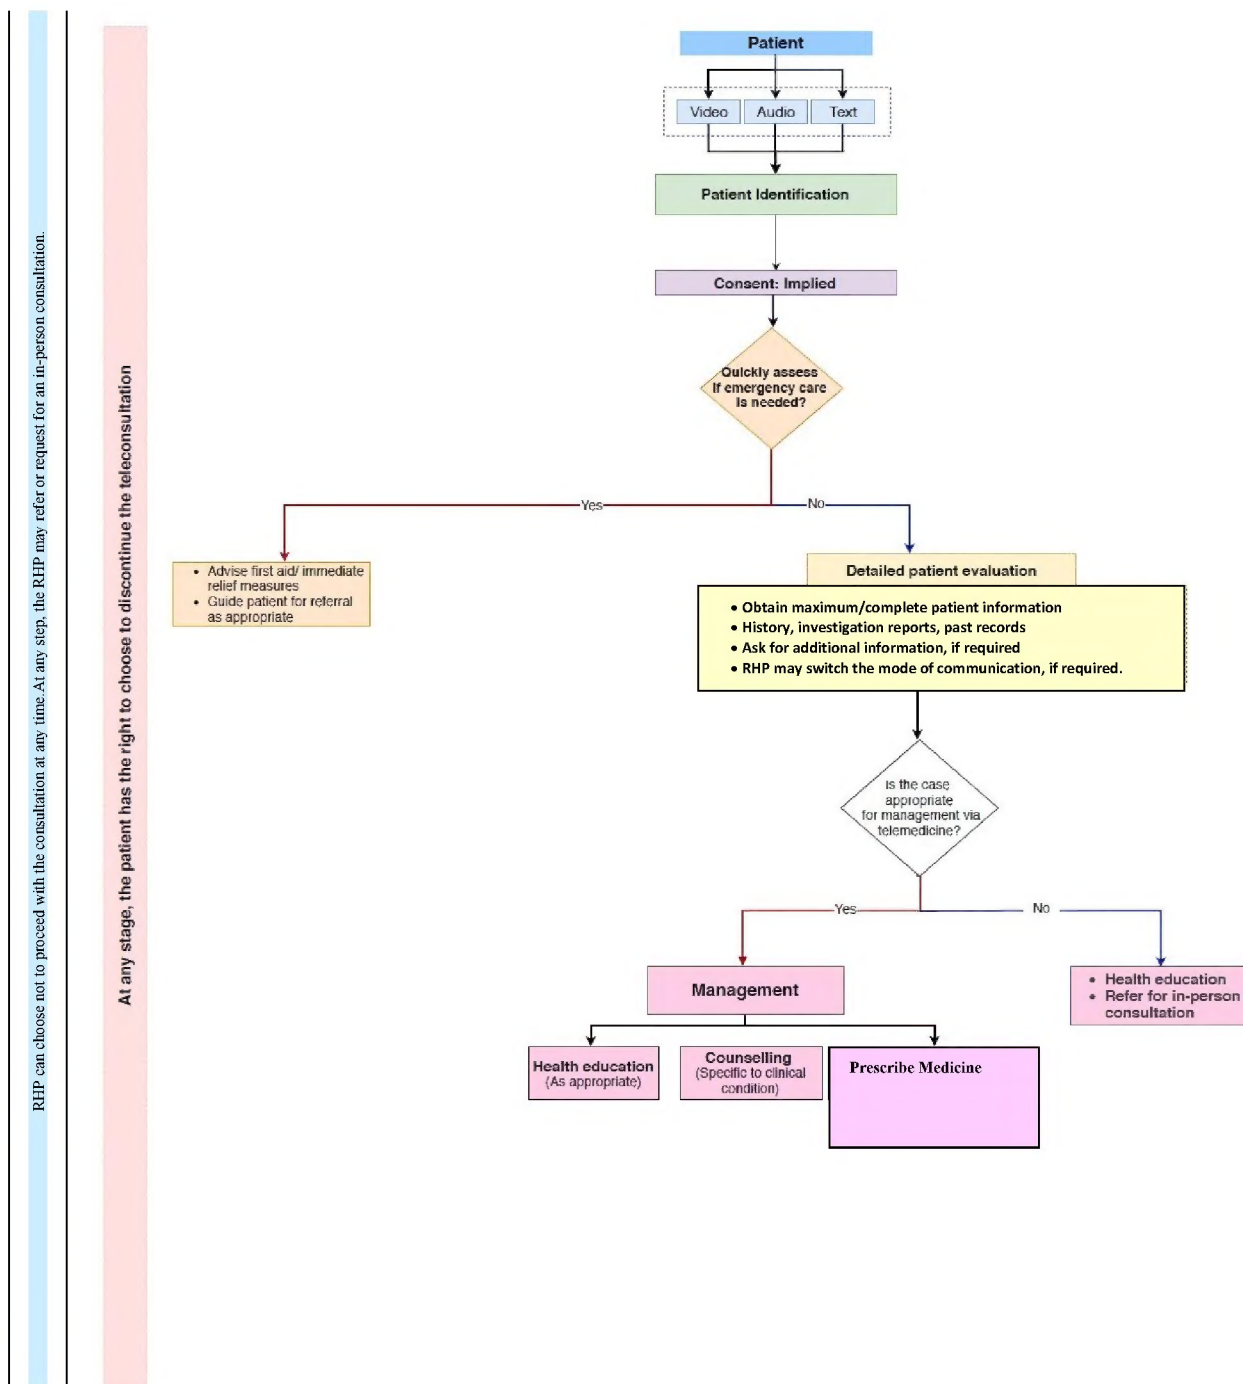 RHP can choose not to proceed with the consultation at any time.At any step, the RHP may refer or request for an in-person consultation.
At any stage, the patient has the right to choose to discontinue the teleconsultation
Patient
Video
Audio
Text
Patient Identification
Consent: Implied
Quickly assess
if emergency care
is needed?
Yes
No
• Advise first aid/ immediate
relief measures
• Guide patient for referral
as appropriate
Detailed patient evaluation
• Obtain maximum/complete patient information
• History, investigation reports, past records
• Ask for additional information, if required
• RHP may switch the mode of communication, if required.
is the case
appropriate
for management via
telemedicine?
Yes
No
Management
• Health education
• Refer for in-person
consultation
Health education
(As appropriate)
Counselling
(Specific to clinical
condition)
Prescribe Medicine